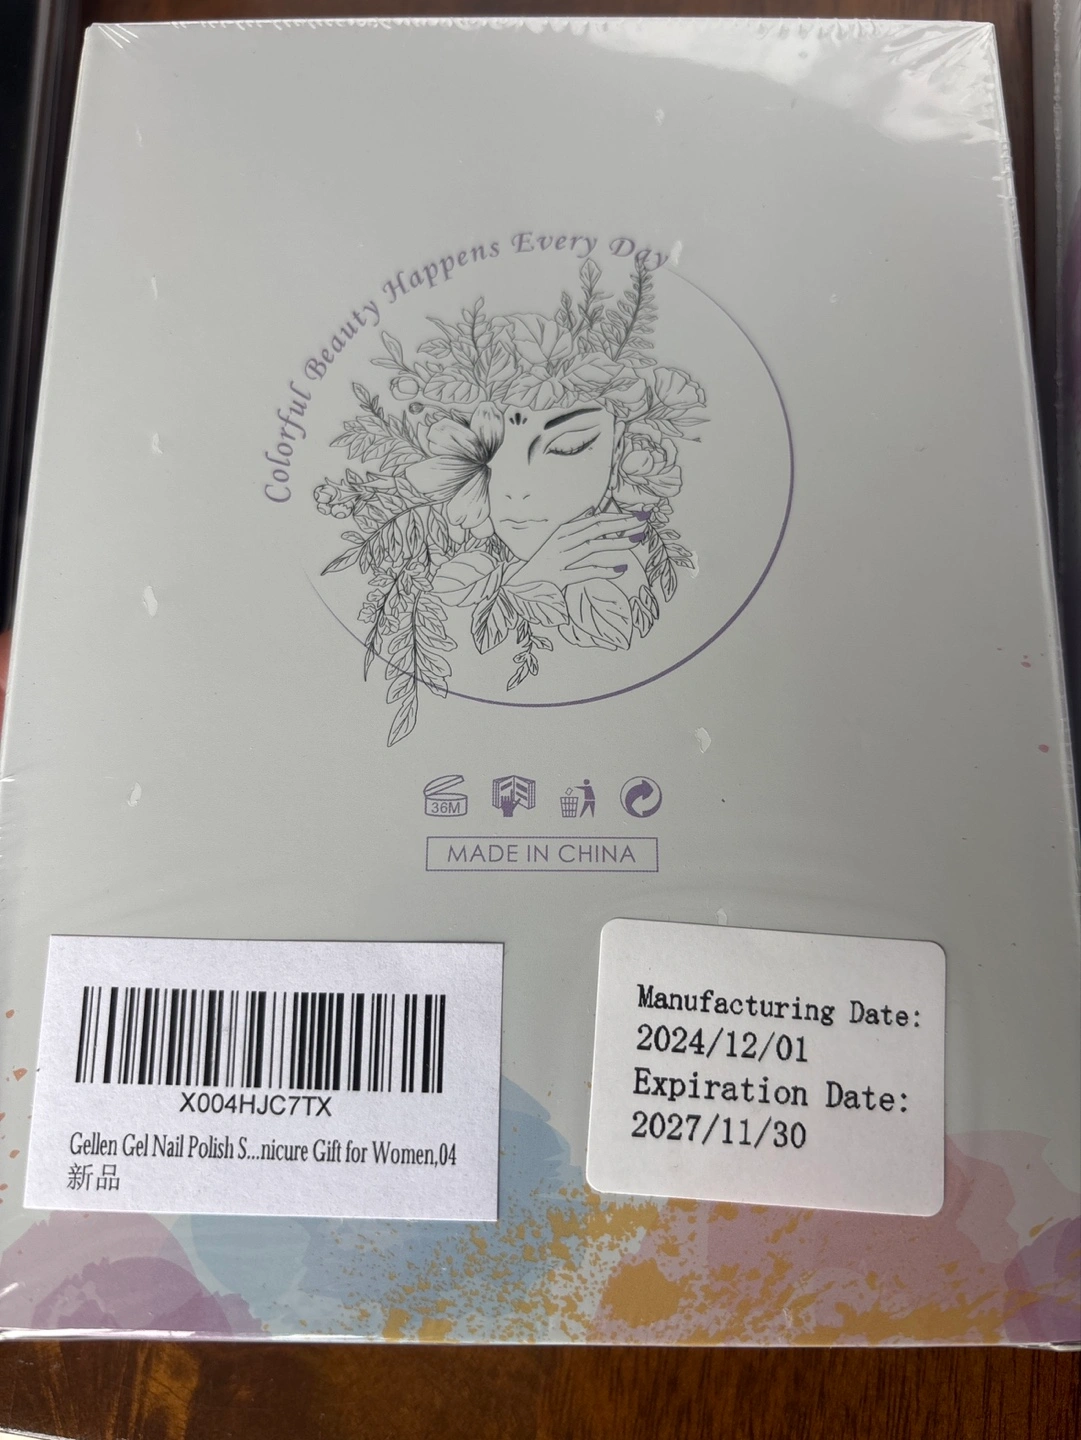 Colorful Beauty Happens Every Day
36M
MADE IN CHINA
X004HJC7TX
Gellen Gel Nail Polish S...nicure Gift for Women,04
新品
Manufacturing Date:
2024/12/01
Expiration Date:
2027/11/30